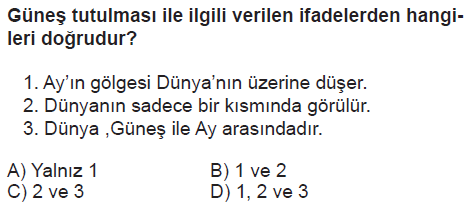 Güneş tutulması ile ilgili verilen ifadelerden hangi-
leri doğrudur?
1. Ay’ın gölgesi Dünya’nın üzerine düşer.
2. Dünyanın sadece bir kısmında görülür.
3. Dünya ,Güneş ile Ay arasındadır.
A) Yalnız 1 B) 1 ve 2
C) 2 ve 3 D) 1, 2 ve 3